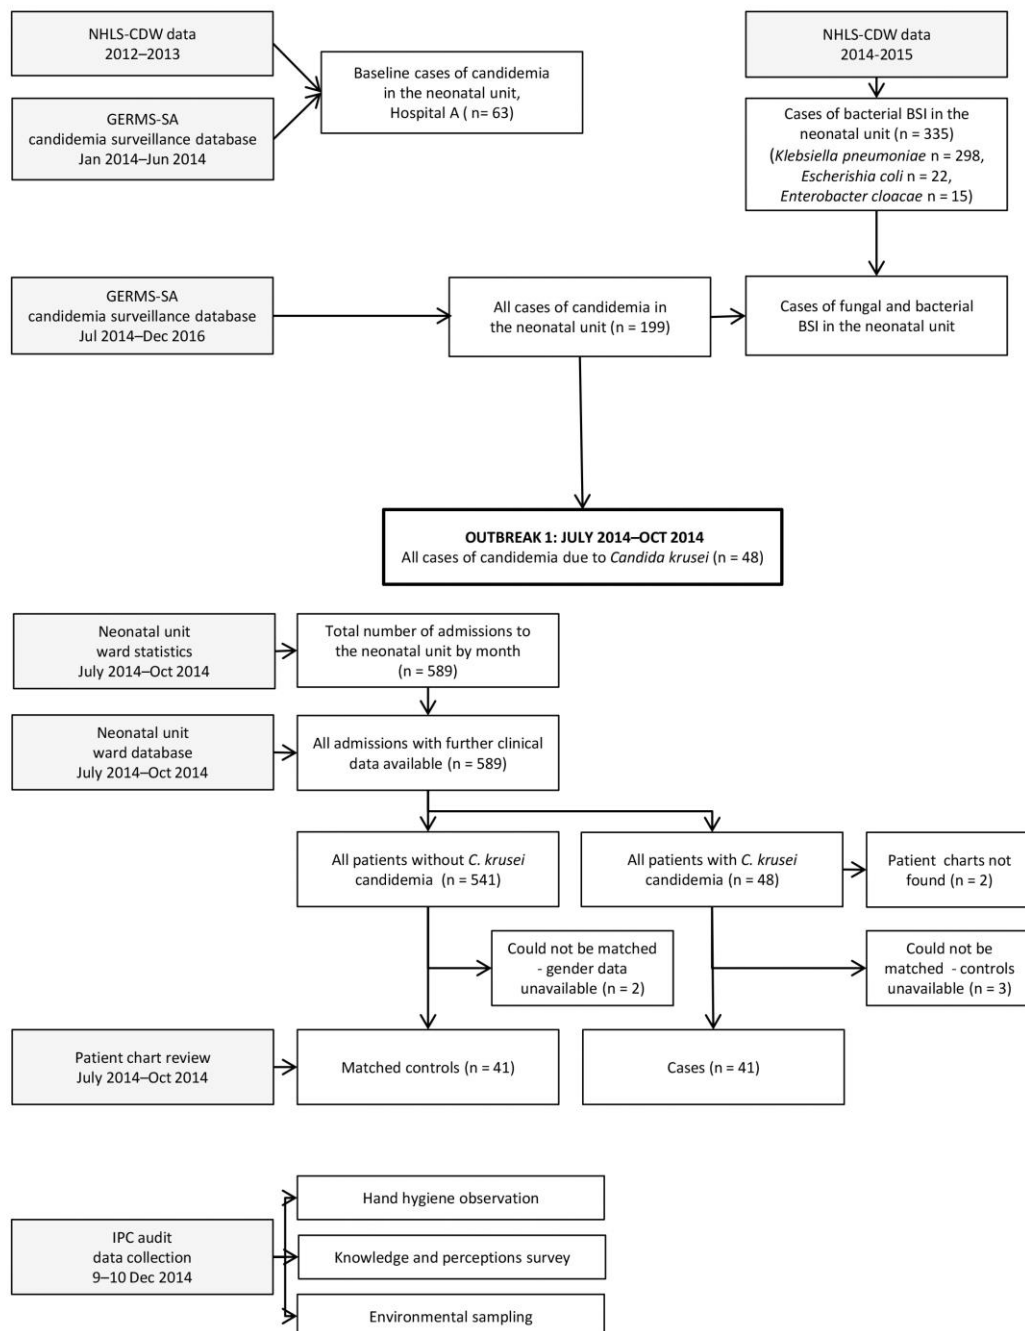 NHLS-CDW data
2012–2013
GERMS-SA
candidemia surveillance database
Jan 2014–Jun 2014
Baseline cases of candidemia
in the neonatal unit,
Hospital A ( n= 63)
NHLS-CDW data
2014-2015
Cases of bacterial BSI in the
neonatal unit (n = 335)
(Klebsiella pneumoniae n = 298,
Escherishia coli n = 22,
Enterobacter cloacae n = 15)
GERMS-SA
candidemia surveillance database
Jul 2014–Dec 2016
All cases of candidemia in
the neonatal unit (n = 199)
Cases of fungal and bacterial
BSI in the neonatal unit
OUTBREAK 1: JULY 2014–OCT 2014
All cases of candidemia due to Candida krusei (n = 48)
Neonatal unit
ward statistics
July 2014–Oct 2014
Total number of admissions to
the neonatal unit by month
(n = 589)
Neonatal unit
ward database
July 2014–Oct 2014
All admissions with further clinical
data available (n = 589)
All patients without C. krusei
candidemia (n = 541)
All patients with C. krusei
candidemia (n = 48)
Patient charts not
found (n = 2)
Could not be matched
- gender data
unavailable (n = 2)
Could not be
matched - controls
unavailable (n = 3)
Patient chart review
July 2014–Oct 2014
Matched controls (n = 41)
Cases (n = 41)
IPC audit
data collection
9–10 Dec 2014
Hand hygiene observation
Knowledge and perceptions survey
Environmental sampling